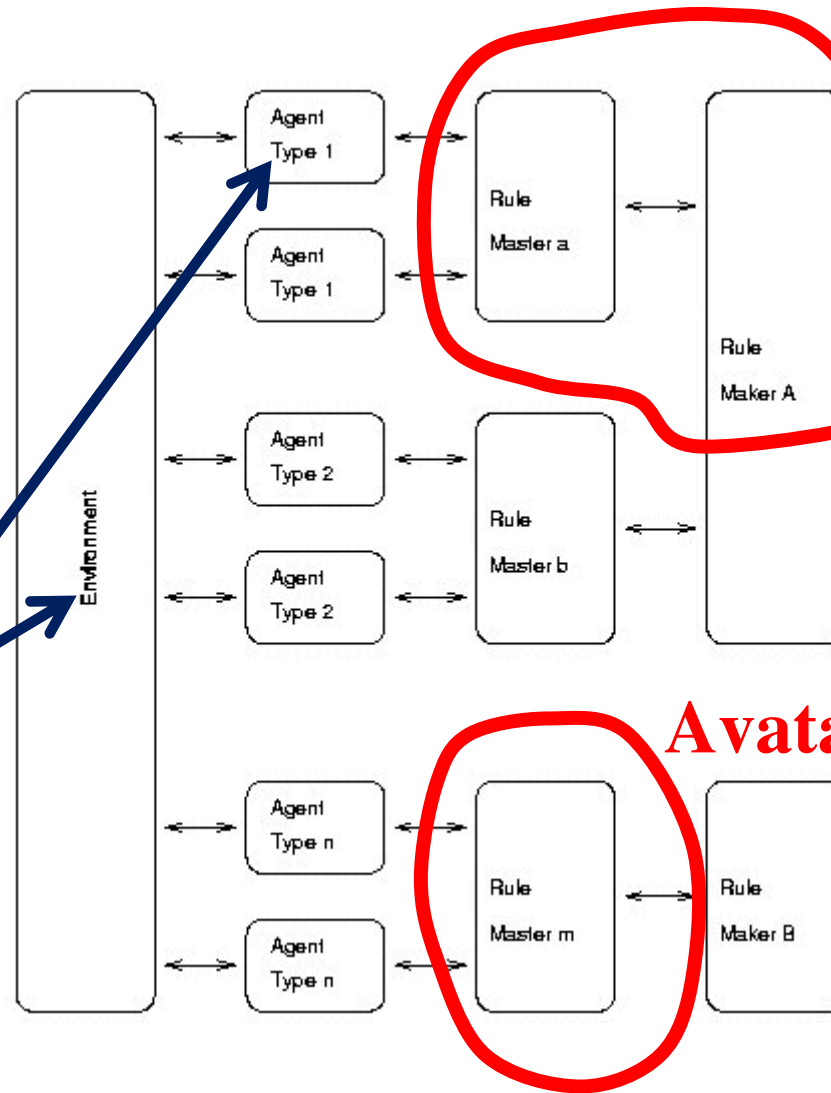 Agent
Type 1
Rule
Master a
Agent
Type 1
Rule
Maker A
Agent
Type 2
Rule
Master b
Environment
Agent
Type 2
Avata
Agent
Type n
Rule
Master m
Rule
Maker B
Agent
Type n